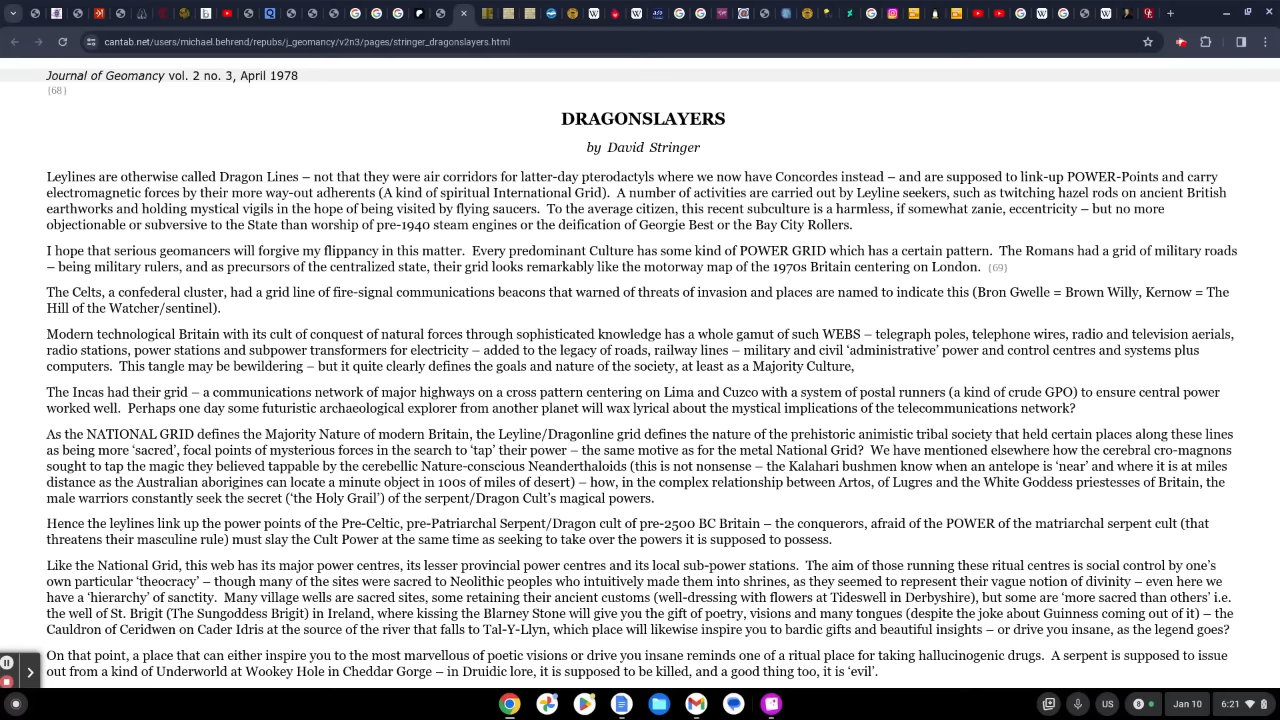 cantab.net/users/michael.behrend/repubs/j_geomancy/v2n3/pages/stringer_dragonslayers.html
Journal of Geomancy vol. 2 no. 3, April 1978
{68}
DRAGONSLAYERS
by David Stringer
Leylines are otherwise called Dragon Lines – not that they were air corridors for latter-day pterodactyls where we now have Concordes instead – and are supposed to link-up POWER-Points and carry
electromagnetic forces by their more way-out adherents (A kind of spiritual International Grid). A number of activities are carried out by Leyline seekers, such as twitching hazel rods on ancient British
earthworks and holding mystical vigils in the hope of being visited by flying saucers. To the average citizen, this recent subculture is a harmless, if somewhat zanie, eccentricity – but no more
objectionable or subversive to the State than worship of pre-1940 steam engines or the deification of Georgie Best or the Bay City Rollers.
I hope that serious geomancers will forgive my flippancy in this matter. Every predominant Culture has some kind of POWER GRID which has a certain pattern. The Romans had a grid of military roads
– being military rulers, and as precursors of the centralized state, their grid looks remarkably like the motorway map of the 1970s Britain centering on London. {69}
The Celts, a confederal cluster, had a grid line of fire-signal communications beacons that warned of threats of invasion and places are named to indicate this (Bron Gwelle = Brown Willy, Kernow = The
Hill of the Watcher/sentinel).
Modern technological Britain with its cult of conquest of natural forces through sophisticated knowledge has a whole gamut of such WEBS – telegraph poles, telephone wires, radio and television aerials,
radio stations, power stations and subpower transformers for electricity – added to the legacy of roads, railway lines – military and civil ‘administrative’ power and control centres and systems plus
computers. This tangle may be bewildering – but it quite clearly defines the goals and nature of the society, at least as a Majority Culture,
The Incas had their grid – a communications network of major highways on a cross pattern centering on Lima and Cuzco with a system of postal runners (a kind of crude GPO) to ensure central power
worked well. Perhaps one day some futuristic archaeological explorer from another planet will wax lyrical about the mystical implications of the telecommunications network?
As the NATIONAL GRID defines the Majority Nature of modern Britain, the Leyline/Dragonline grid defines the nature of the prehistoric animistic tribal society that held certain places along these lines
as being more ‘sacred’, focal points of mysterious forces in the search to ‘tap’ their power – the same motive as for the metal National Grid? We have mentioned elsewhere how the cerebral cro-magnons
sought to tap the magic they believed tappable by the cerebellic Nature-conscious Neanderthaloids (this is not nonsense – the Kalahari bushmen know when an antelope is ‘near’ and where it is at miles
distance as the Australian aborigines can locate a minute object in 100s of miles of desert) – how, in the complex relationship between Artos, of Lugres and the White Goddess priestesses of Britain, the
male warriors constantly seek the secret (‘the Holy Grail’) of the serpent/Dragon Cult’s magical powers.
Hence the leylines link up the power points of the Pre-Celtic, pre-Patriarchal Serpent/Dragon cult of pre-2500 BC Britain – the conquerors, afraid of the POWER of the matriarchal serpent cult (that
threatens their masculine rule) must slay the Cult Power at the same time as seeking to take over the powers it is supposed to possess.
Like the National Grid, this web has its major power centres, its lesser provincial power centres and its local sub-power stations. The aim of those running these ritual centres is social control by one’s
own particular ‘theocracy’ – though many of the sites were sacred to Neolithic peoples who intuitively made them into shrines, as they seemed to represent their vague notion of divinity – even here we
have a ‘hierarchy’ of sanctity. Many village wells are sacred sites, some retaining their ancient customs (well-dressing with flowers at Tideswell in Derbyshire), but some are ‘more sacred than others’ i.e.
the well of St. Brigit (The Sungoddess Brigit) in Ireland, where kissing the Blarney Stone will give you the gift of poetry, visions and many tongues (despite the joke about Guinness coming out of it) – the
Cauldron of Ceridwen on Cader Idris at the source of the river that falls to Tal-Y-Llyn, which place will likewise inspire you to bardic gifts and beautiful insights – or drive you insane, as the legend goes?
On that point, a place that can either inspire you to the most marvellous of poetic visions or drive you insane reminds one of a ritual place for taking hallucinogenic drugs. A serpent is supposed to issue
out from a kind of Underworld at Wookey Hole in Cheddar Gorge – in Druidic lore, it is supposed to be killed, and a good thing too, it is ‘evil’.
US
8
Jan 10
6:21